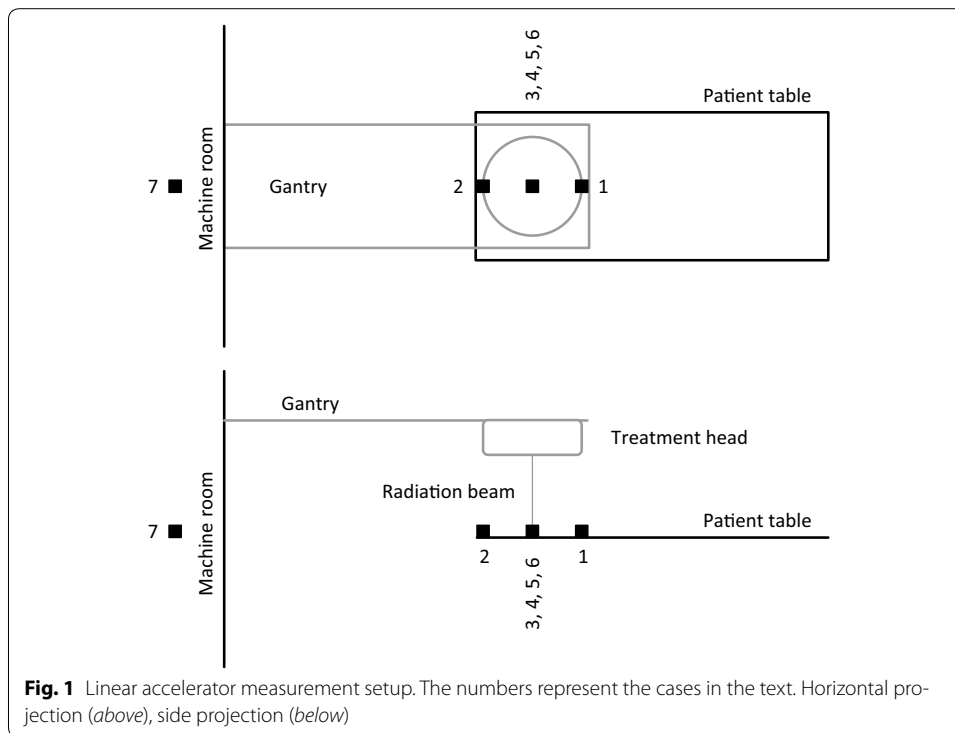 3, 4, 5, 6
Patient table
Machine room
7
Gantry
2
1
Gantry
Treatment head
Machine room
Radiation beam
7
Patient table
2
1
3, 4, 5, 6
Fig. 1 Linear accelerator measurement setup. The numbers represent the cases in the text. Horizontal pro-
jection (above), side projection (below)